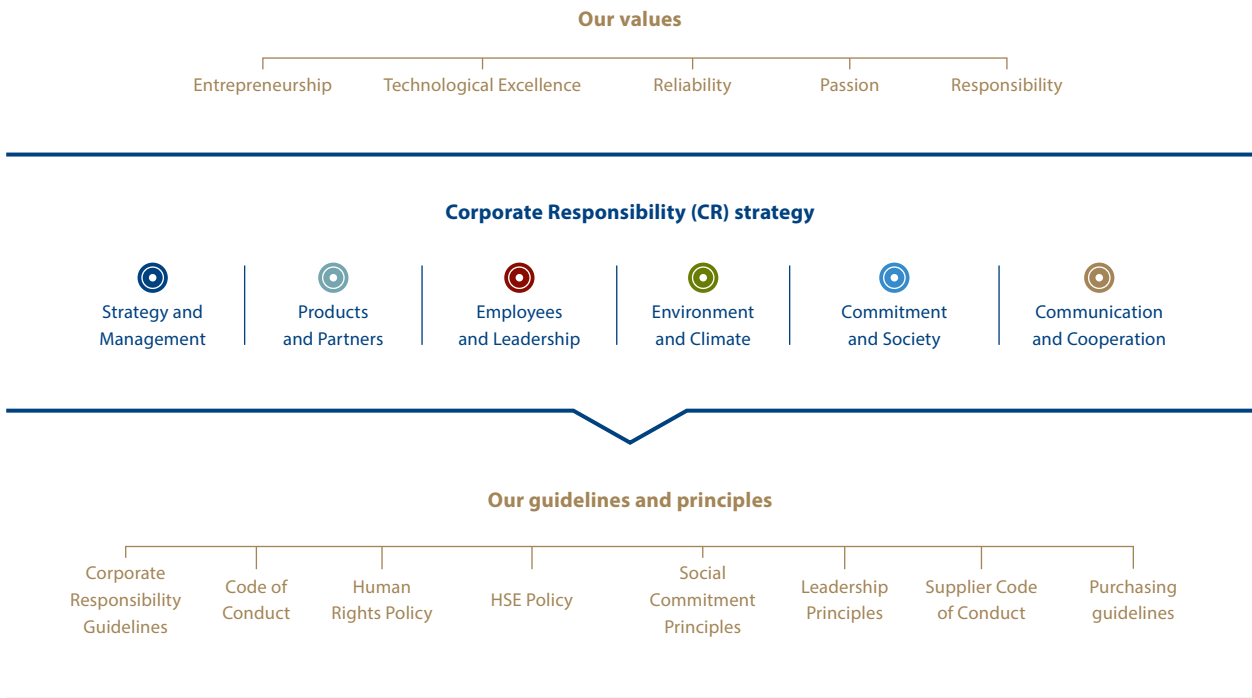 Our values
Entrepreneurship
Technological Excellence
Reliability
Passion
Responsibility
Corporate Responsibility (CR) strategy
Strategy and
Management
Products
and Partners
Employees
and Leadership
Environment
and Climate
Commitment
and Society
Communication
and Cooperation
Our guidelines and principles
Corporate
Responsibility
Guidelines
Code of
Conduct
Human
Rights Policy
HSE Policy
Social
Commitment
Principles
Leadership
Principles
Supplier Code
of Conduct
Purchasing
guidelines